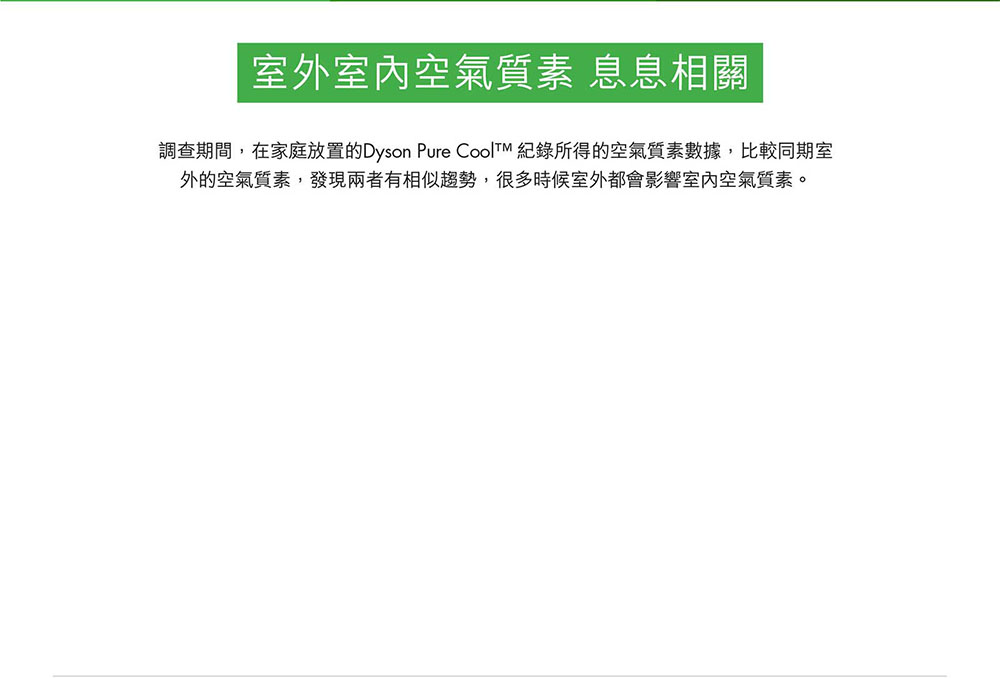 室外室內空氣質素 息息相關
調查期間，在家庭放置的Dyson Pure Cool™ 紀錄所得的空氣質素數據，比較同期室
外的空氣質素，發現兩者有相似趨勢，很多時候室外都會影響室內空氣質素。